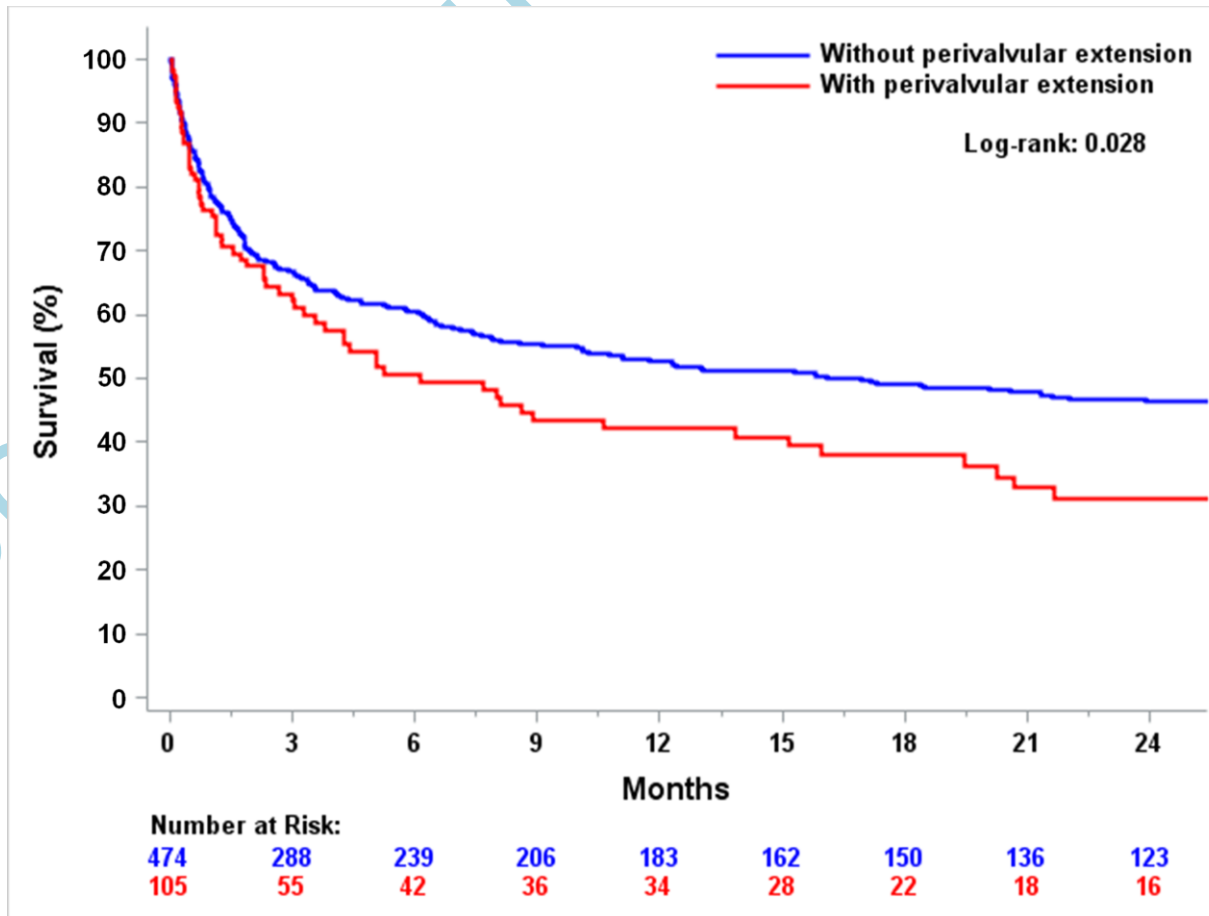 Without perivalvular extension
With perivalvular extension
Log-rank: 0.028
100
90
80
70
60
50
40
30
20
10
0
Survival (%)
0 3 6 9 12 15 18 21 24
Months
Number at Risk:
474 288 239 206 183 162 150 136 123
105 55 42 36 34 28 22 18 16